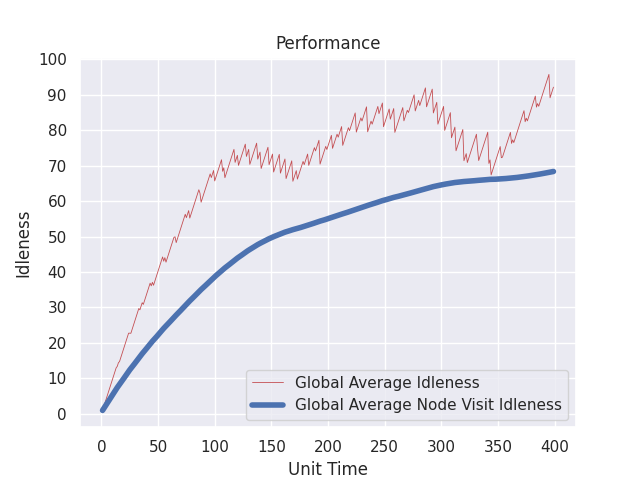 Performance
100
90
80
70
60
50
40
30
20
10
0
Idleness
Global Average Idleness
Global Average Node Visit Idleness
0 50 100 150 200 250 300 350 400
Unit Time